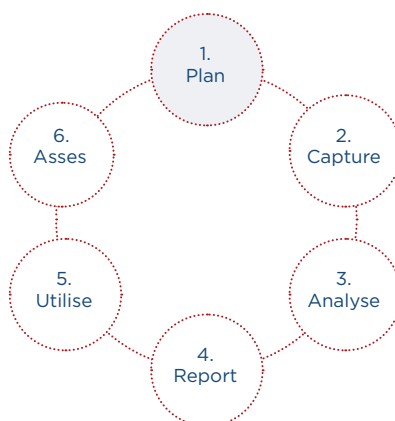 1.
Plan
2.
Capture
3.
Analyse
4.
Report
5.
Utilise
6.
Asses